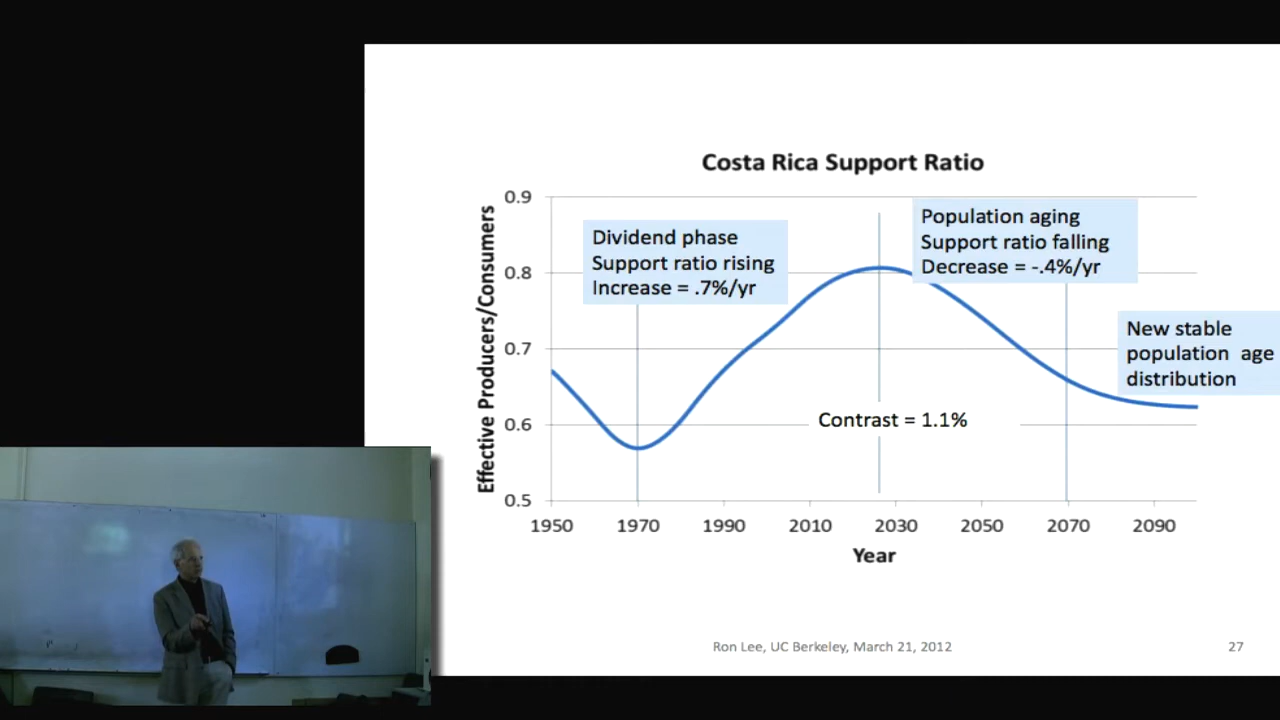 Costa Rica Support Ratio
Effective Producers/Consumers
0.9
0.8
0.7
0.6
0.5
Dividend phase
Support ratio rising
Increase = .7%/yr
Population aging
Support ratio falling
Decrease = -.4%/yr
New stable
population age
distribution
Contrast = 1.1%
1950 1970 1990 2010 2030 2050 2070 2090
Year
Ron Lee, UC Berkeley, March 21, 2012
27